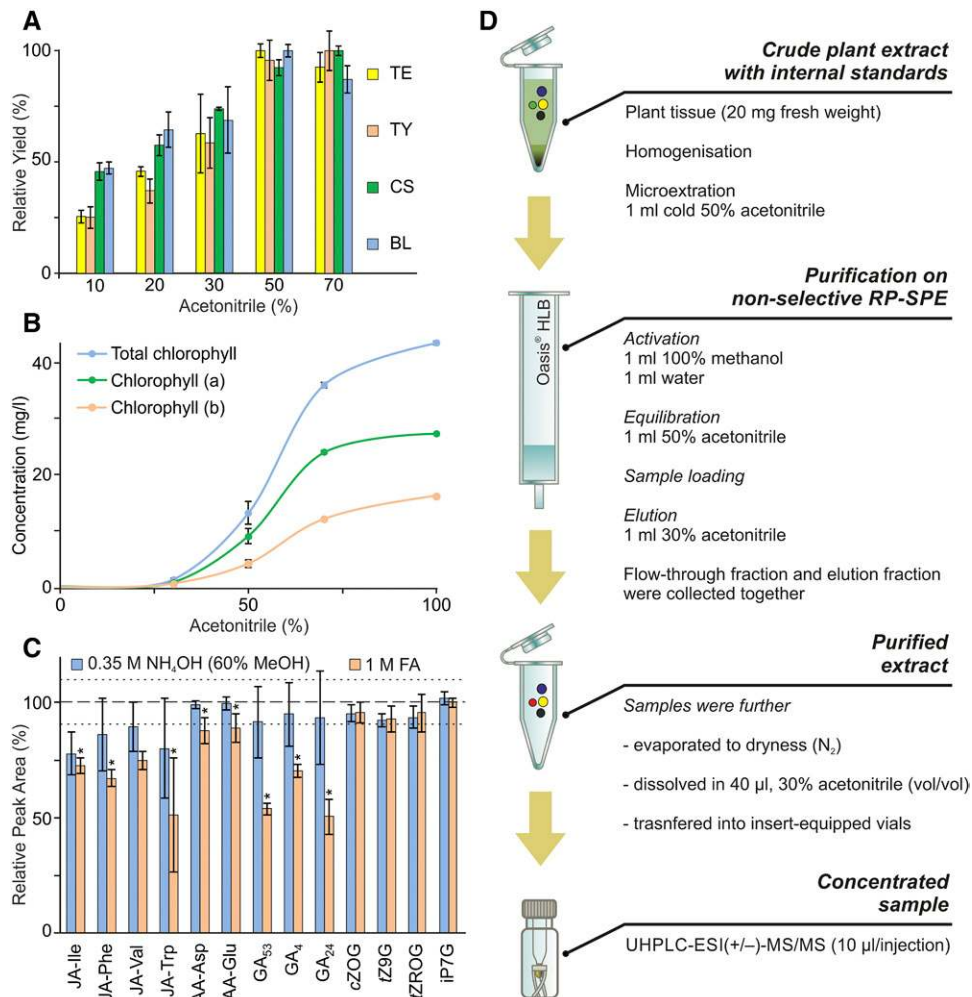 A
Relative Yield (%)
100
50
0
10 20 30 50 70
Acetonitrile (%)
TE
TY
CS
BL
B
Concentration (mg/l)
40
20
0
Total chlorophyll
Chlorophyll (a)
Chlorophyll (b)
0 50 100
Acetonitrile (%)
C
Relative Peak Area (%)
0.35 M NH₄OH (60% MeOH) 1 M FA
100
50
0
* * * * * * * *
JA-Ile
JA-Phe
JA-Val
JA-Trp
AA-Asp
AA-Glu
GA₅₃
GA₄
GA₂₄
cZOG
tZ9G
tZROG
iP7G
D
Crude plant extract
with internal standards
Plant tissue (20 mg fresh weight)
Homogenisation
Microextration
1 ml cold 50% acetonitrile
Purification on
non-selective RP-SPE
Oasis® HLB
Activation
1 ml 100% methanol
1 ml water
Equilibration
1 ml 50% acetonitrile
Sample loading
Elution
1 ml 30% acetonitrile
Flow-through fraction and elution fraction
were collected together
Purified
extract
Samples were further
- evaporated to dryness (N₂)
- dissolved in 40 µl, 30% acetonitrile (vol/vol)
- trasnfered into insert-equipped vials
Concentrated
sample
UHPLC-ESI(+/–)-MS/MS (10 µl/injection)